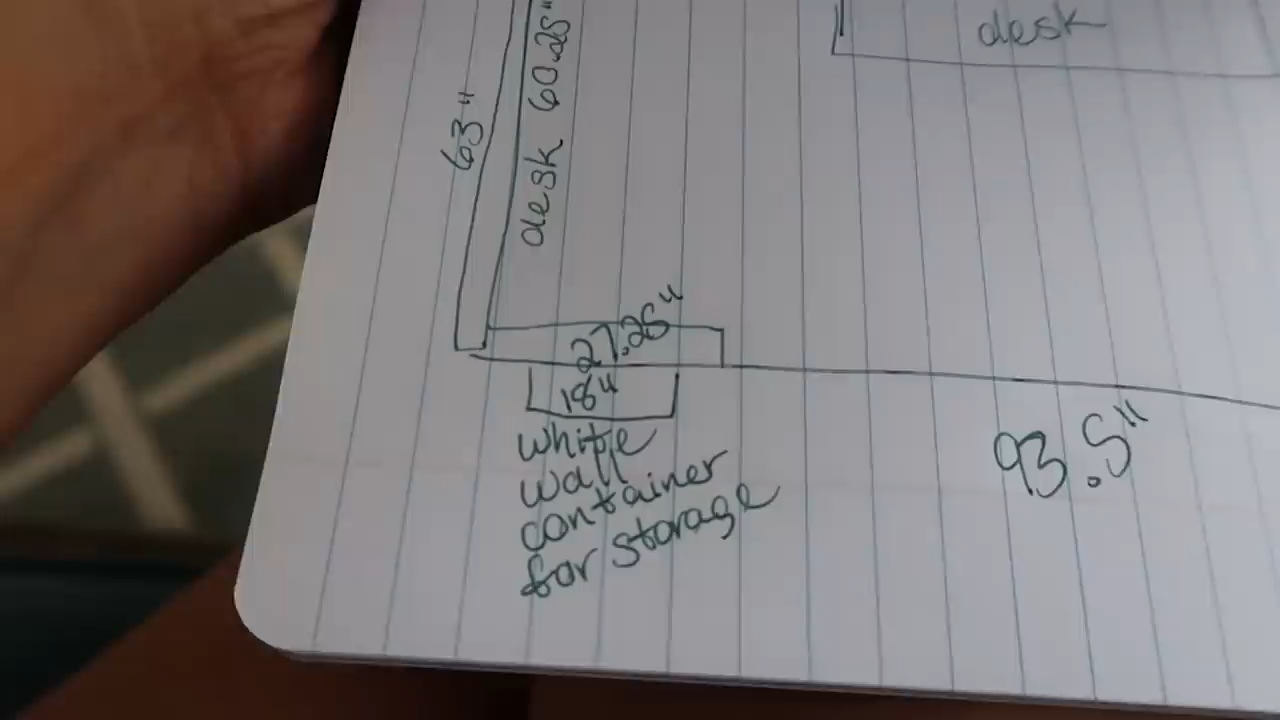 desk
63"
desk 60.25"
27.25"
18"
white
wall
container
for storage
93.5"